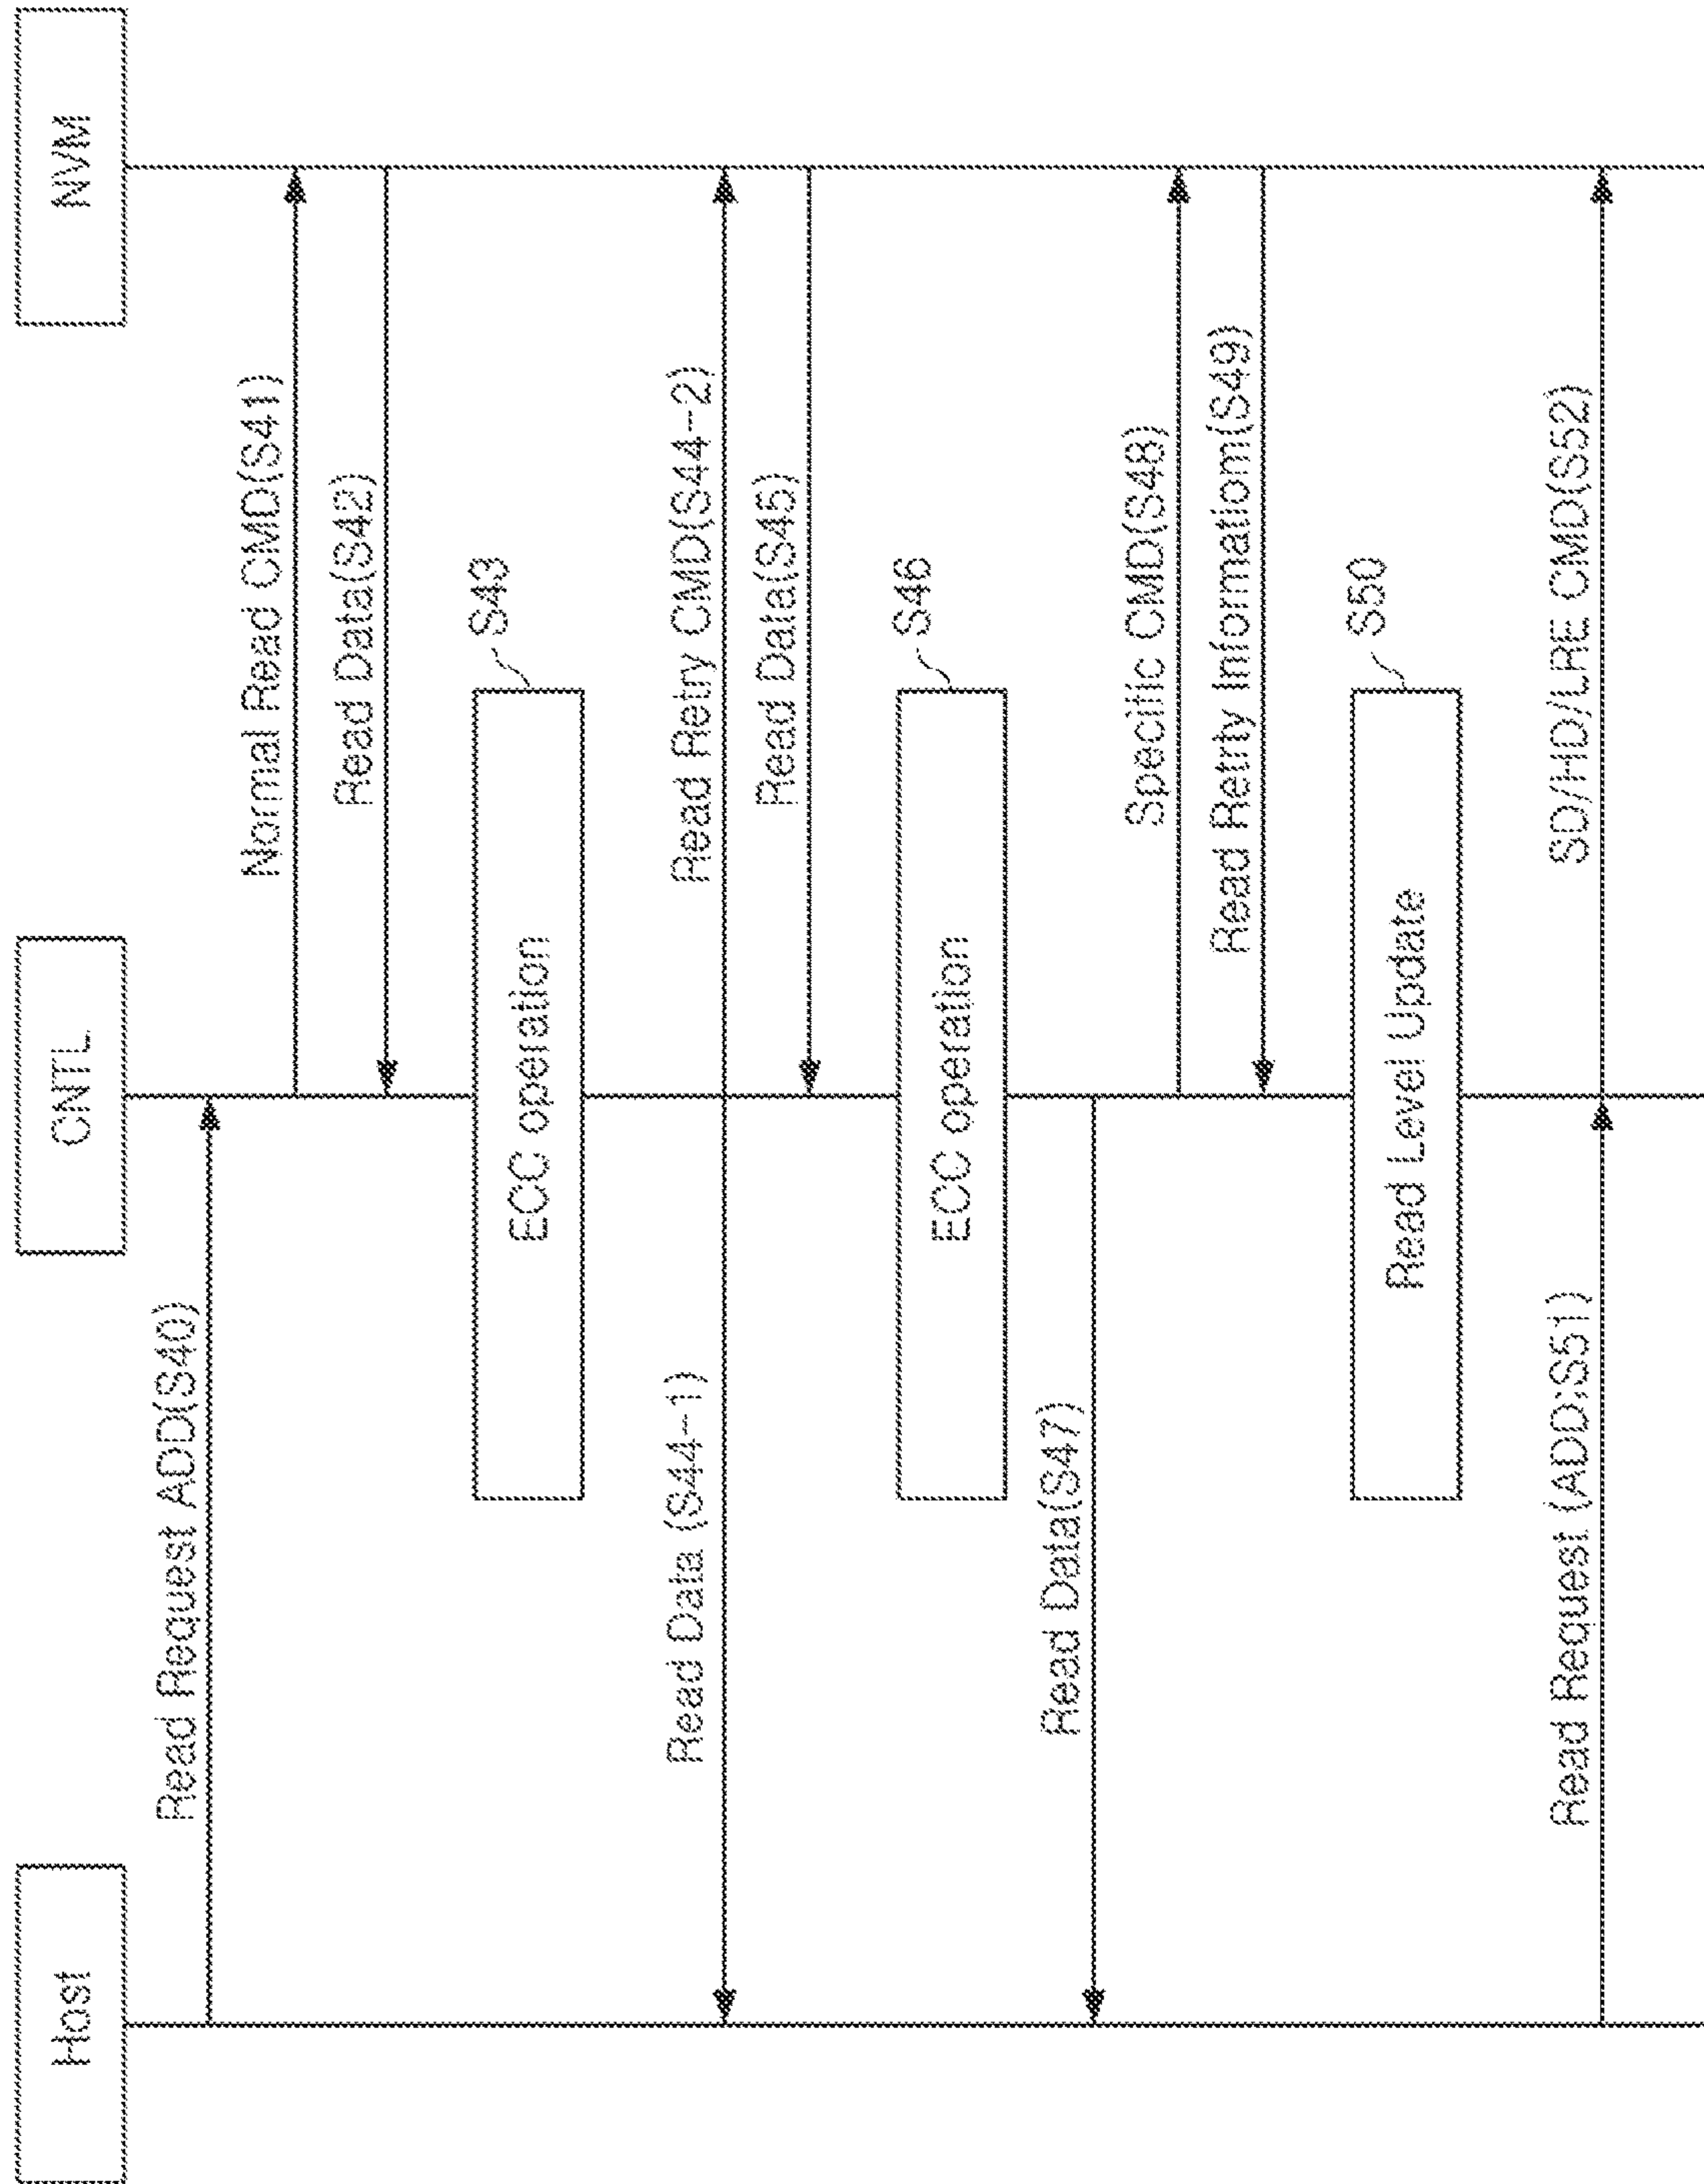 Host
CNTL
NVM
Read Request ADD(S40)
Normal Read CMD(S41)
Read Data(S42)
ECC operation
S43
Read Data (S44-1)
Read Retry CMD(S44-2)
Read Data(S45)
ECC operation
S46
Read Data(S47)
Specific CMD(S48)
Read Retrty Information(S49)
Read Level Update
S50
Read Request (ADD;S51)
SD/HD/LRE CMD(S52)